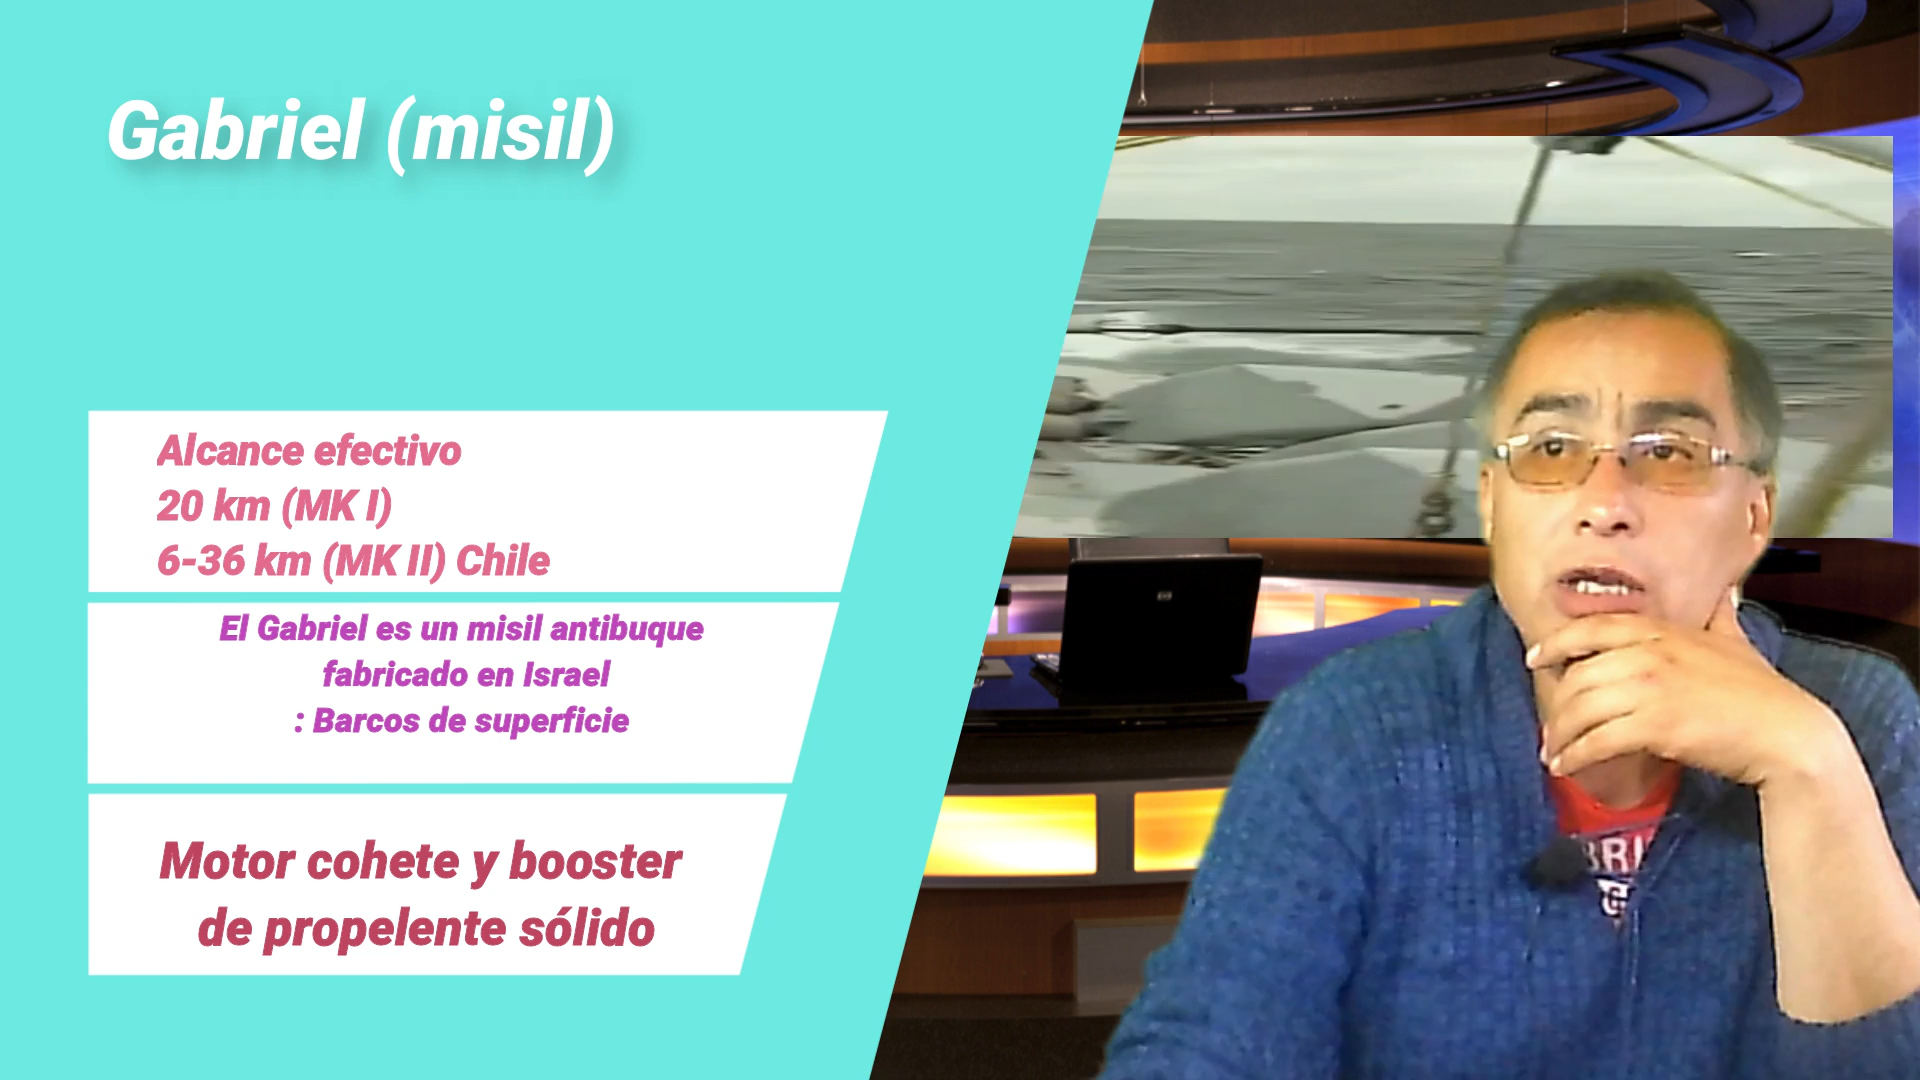 Gabriel (misil)
Alcance efectivo
20 km (MK I)
6-36 km (MK II) Chile
El Gabriel es un misil antibuque
fabricado en Israel
: Barcos de superficie
Motor cohete y booster
de propelente sólido